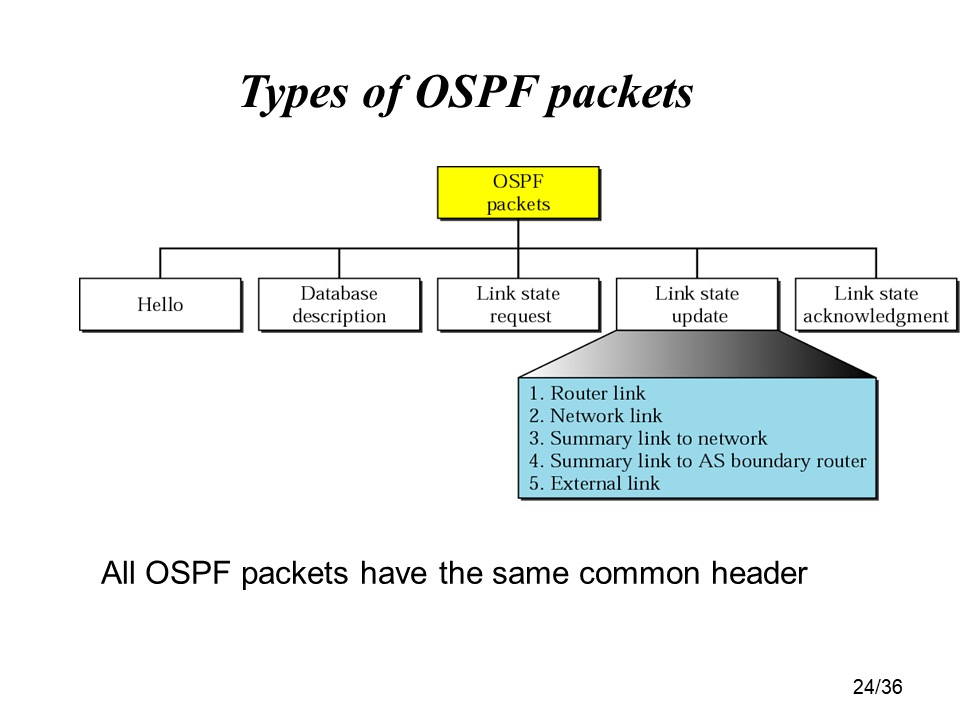 Types of OSPF packets
OSPF
packets
Hello
Database
description
Link state
request
Link state
update
Link state
acknowledgment
1. Router link
2. Network link
3. Summary link to network
4. Summary link to AS boundary router
5. External link
All OSPF packets have the same common header
24/36